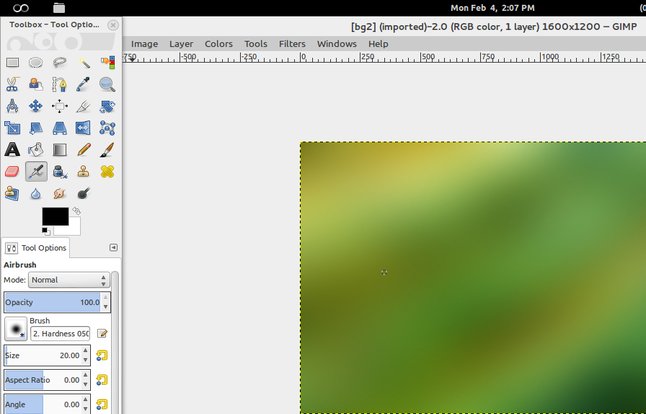 Mon Feb 4, 2:07 PM
Toolbox - Tool Optio...
[bg2] (imported)-2.0 (RGB color, 1 layer) 1600x1200 – GIMP
Image Layer Colors Tools Filters Windows Help
-500 -250 0 250 500 750 1000 1250
Tool Options
Airbrush
Mode: Normal
Opacity 100.0
Brush
2. Hardness 050
Size 20.00
Aspect Ratio 0.00
Angle 0.00